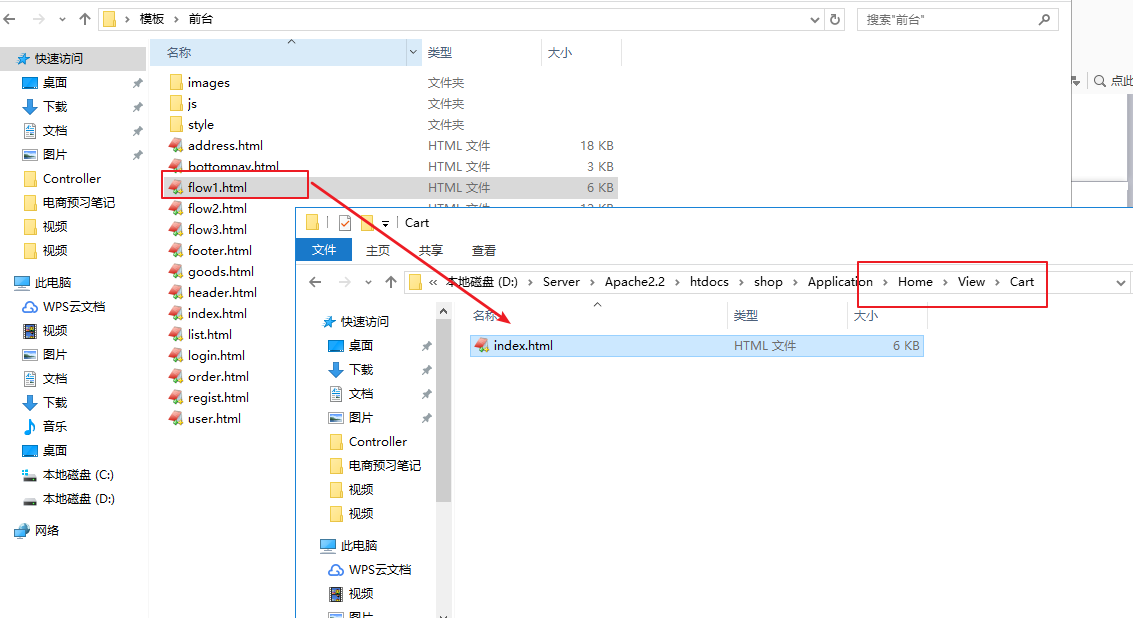 模板 前台 搜索"前台"
名称 类型 大小
快速访问
桌面
下载
文档
图片
Controller
电商预习笔记
视频
视频
此电脑
WPS云文档
视频
图片
文档
下载
音乐
桌面
本地磁盘 (C:)
本地磁盘 (D:)
网络
images 文件夹
js 文件夹
style 文件夹
address.html HTML 文件 18 KB
bottomnav.html HTML 文件 3 KB
flow1.html HTML 文件 6 KB
flow2.html
flow3.html
footer.html
goods.html
header.html
index.html
list.html
login.html
order.html
regist.html
user.html
点此
Cart
文件 主页 共享 查看
« 本地磁盘 (D:) Server Apache2.2 htdocs shop Application Home View Cart
名称 类型 大小
index.html HTML 文件 6 KB
快速访问
桌面
下载
文档
图片
Controller
电商预习笔记
视频
视频
此电脑
WPS云文档
视频
图片